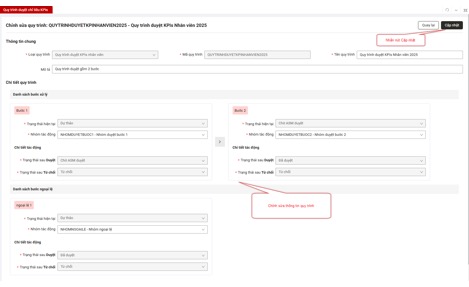 Quy trình duyệt chỉ tiêu KPIs
Chỉnh sửa quy trình: QUYTRINHDUYETKPINHANVIEN2025 - Quy trình duyệt KPIs Nhân viên 2025
Quay lại
Cập nhật
Nhấn nút Cập nhật
Thông tin chung
* Loại quy trình
Quy trình duyệt KPIs nhân viên
* Mã quy trình
QUYTRINHDUYETKPINHANVIEN2025
* Tên quy trình
Quy trình duyệt KPIs Nhân viên 2025
Mô tả
Quy trình duyệt gồm 2 bước
Chi tiết quy trình
Danh sách bước xử lý
Bước 1
* Trạng thái hiện tại
Dự thảo
* Nhóm tác động
NHOMDUYETBUOC1 - Nhóm duyệt bước 1
Chi tiết tác động
* Trạng thái sau Duyệt
* Trạng thái sau Từ chối
Từ chối
Bước 2
* Trạng thái hiện tại
* Nhóm tác động
NHOMDUYETBUOC2 - Nhóm duyệt bước 2
Chi tiết tác động
* Trạng thái sau Duyệt
Đã duyệt
* Trạng thái sau Từ chối
Từ chối
Chỉnh sửa thông tin quy trình
Danh sách bước ngoại lệ
ngoại lệ 1
* Trạng thái hiện tại
Dự thảo
* Nhóm tác động
NHOMNGOAILE - Nhóm ngoại lệ
Chi tiết tác động
* Trạng thái sau Duyệt
Đã duyệt
* Trạng thái sau Từ chối
Từ chối